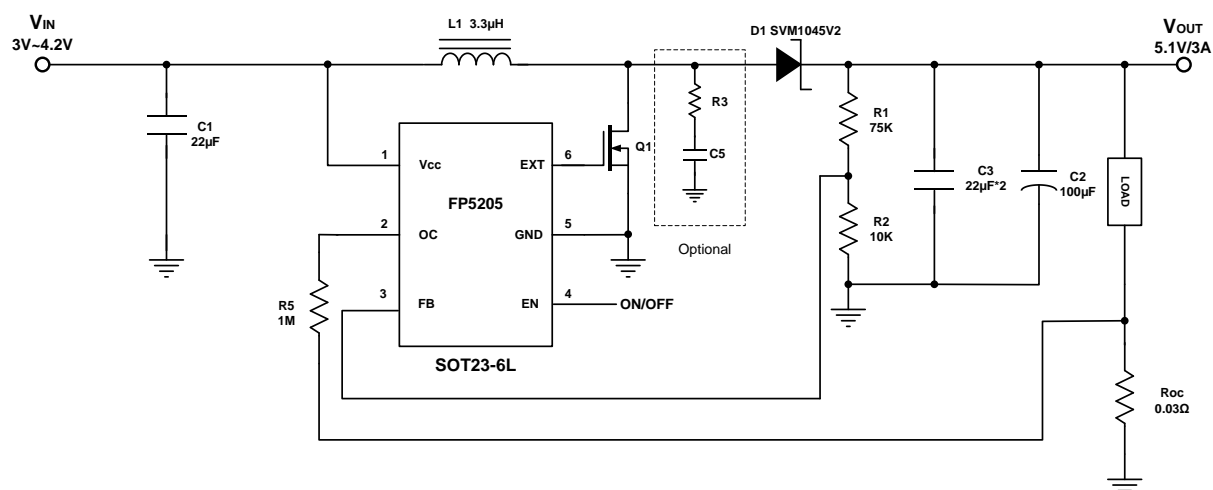 VIN
3V~4.2V
L1 3.3µH
D1 SVM1045V2
VOUT
5.1V/3A
C1
22µF
R3
C5
Optional
R1
75K
R2
10K
C3
22µF*2
C2
100µF
LOAD
1
Vcc
EXT
6
Q1
FP5205
2
OC
GND
5
3
FB
EN
4
ON/OFF
R5
1M
SOT23-6L
Roc
0.03Ω